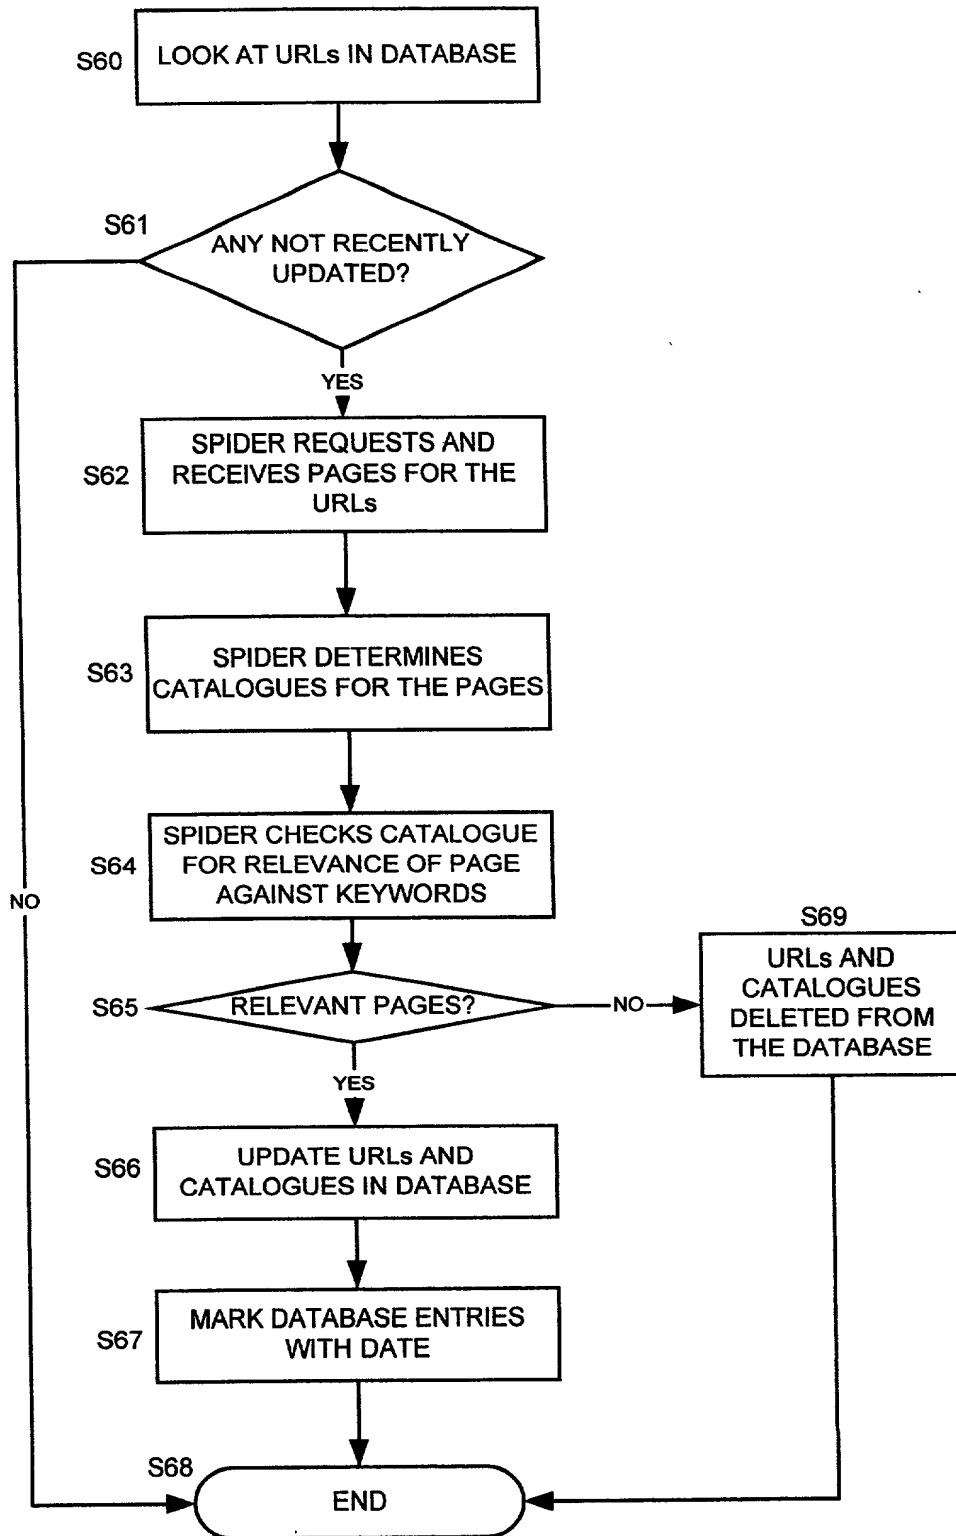 S60
LOOK AT URLs IN DATABASE
S61
ANY NOT RECENTLY
UPDATED?
YES
S62
SPIDER REQUESTS AND
RECEIVES PAGES FOR THE
URLs
S63
SPIDER DETERMINES
CATALOGUES FOR THE PAGES
S64
SPIDER CHECKS CATALOGUE
FOR RELEVANCE OF PAGE
AGAINST KEYWORDS
NO
S65
RELEVANT PAGES?
NO
S69
URLs AND
CATALOGUES
DELETED FROM
THE DATABASE
YES
S66
UPDATE URLs AND
CATALOGUES IN DATABASE
S67
MARK DATABASE ENTRIES
WITH DATE
S68
END